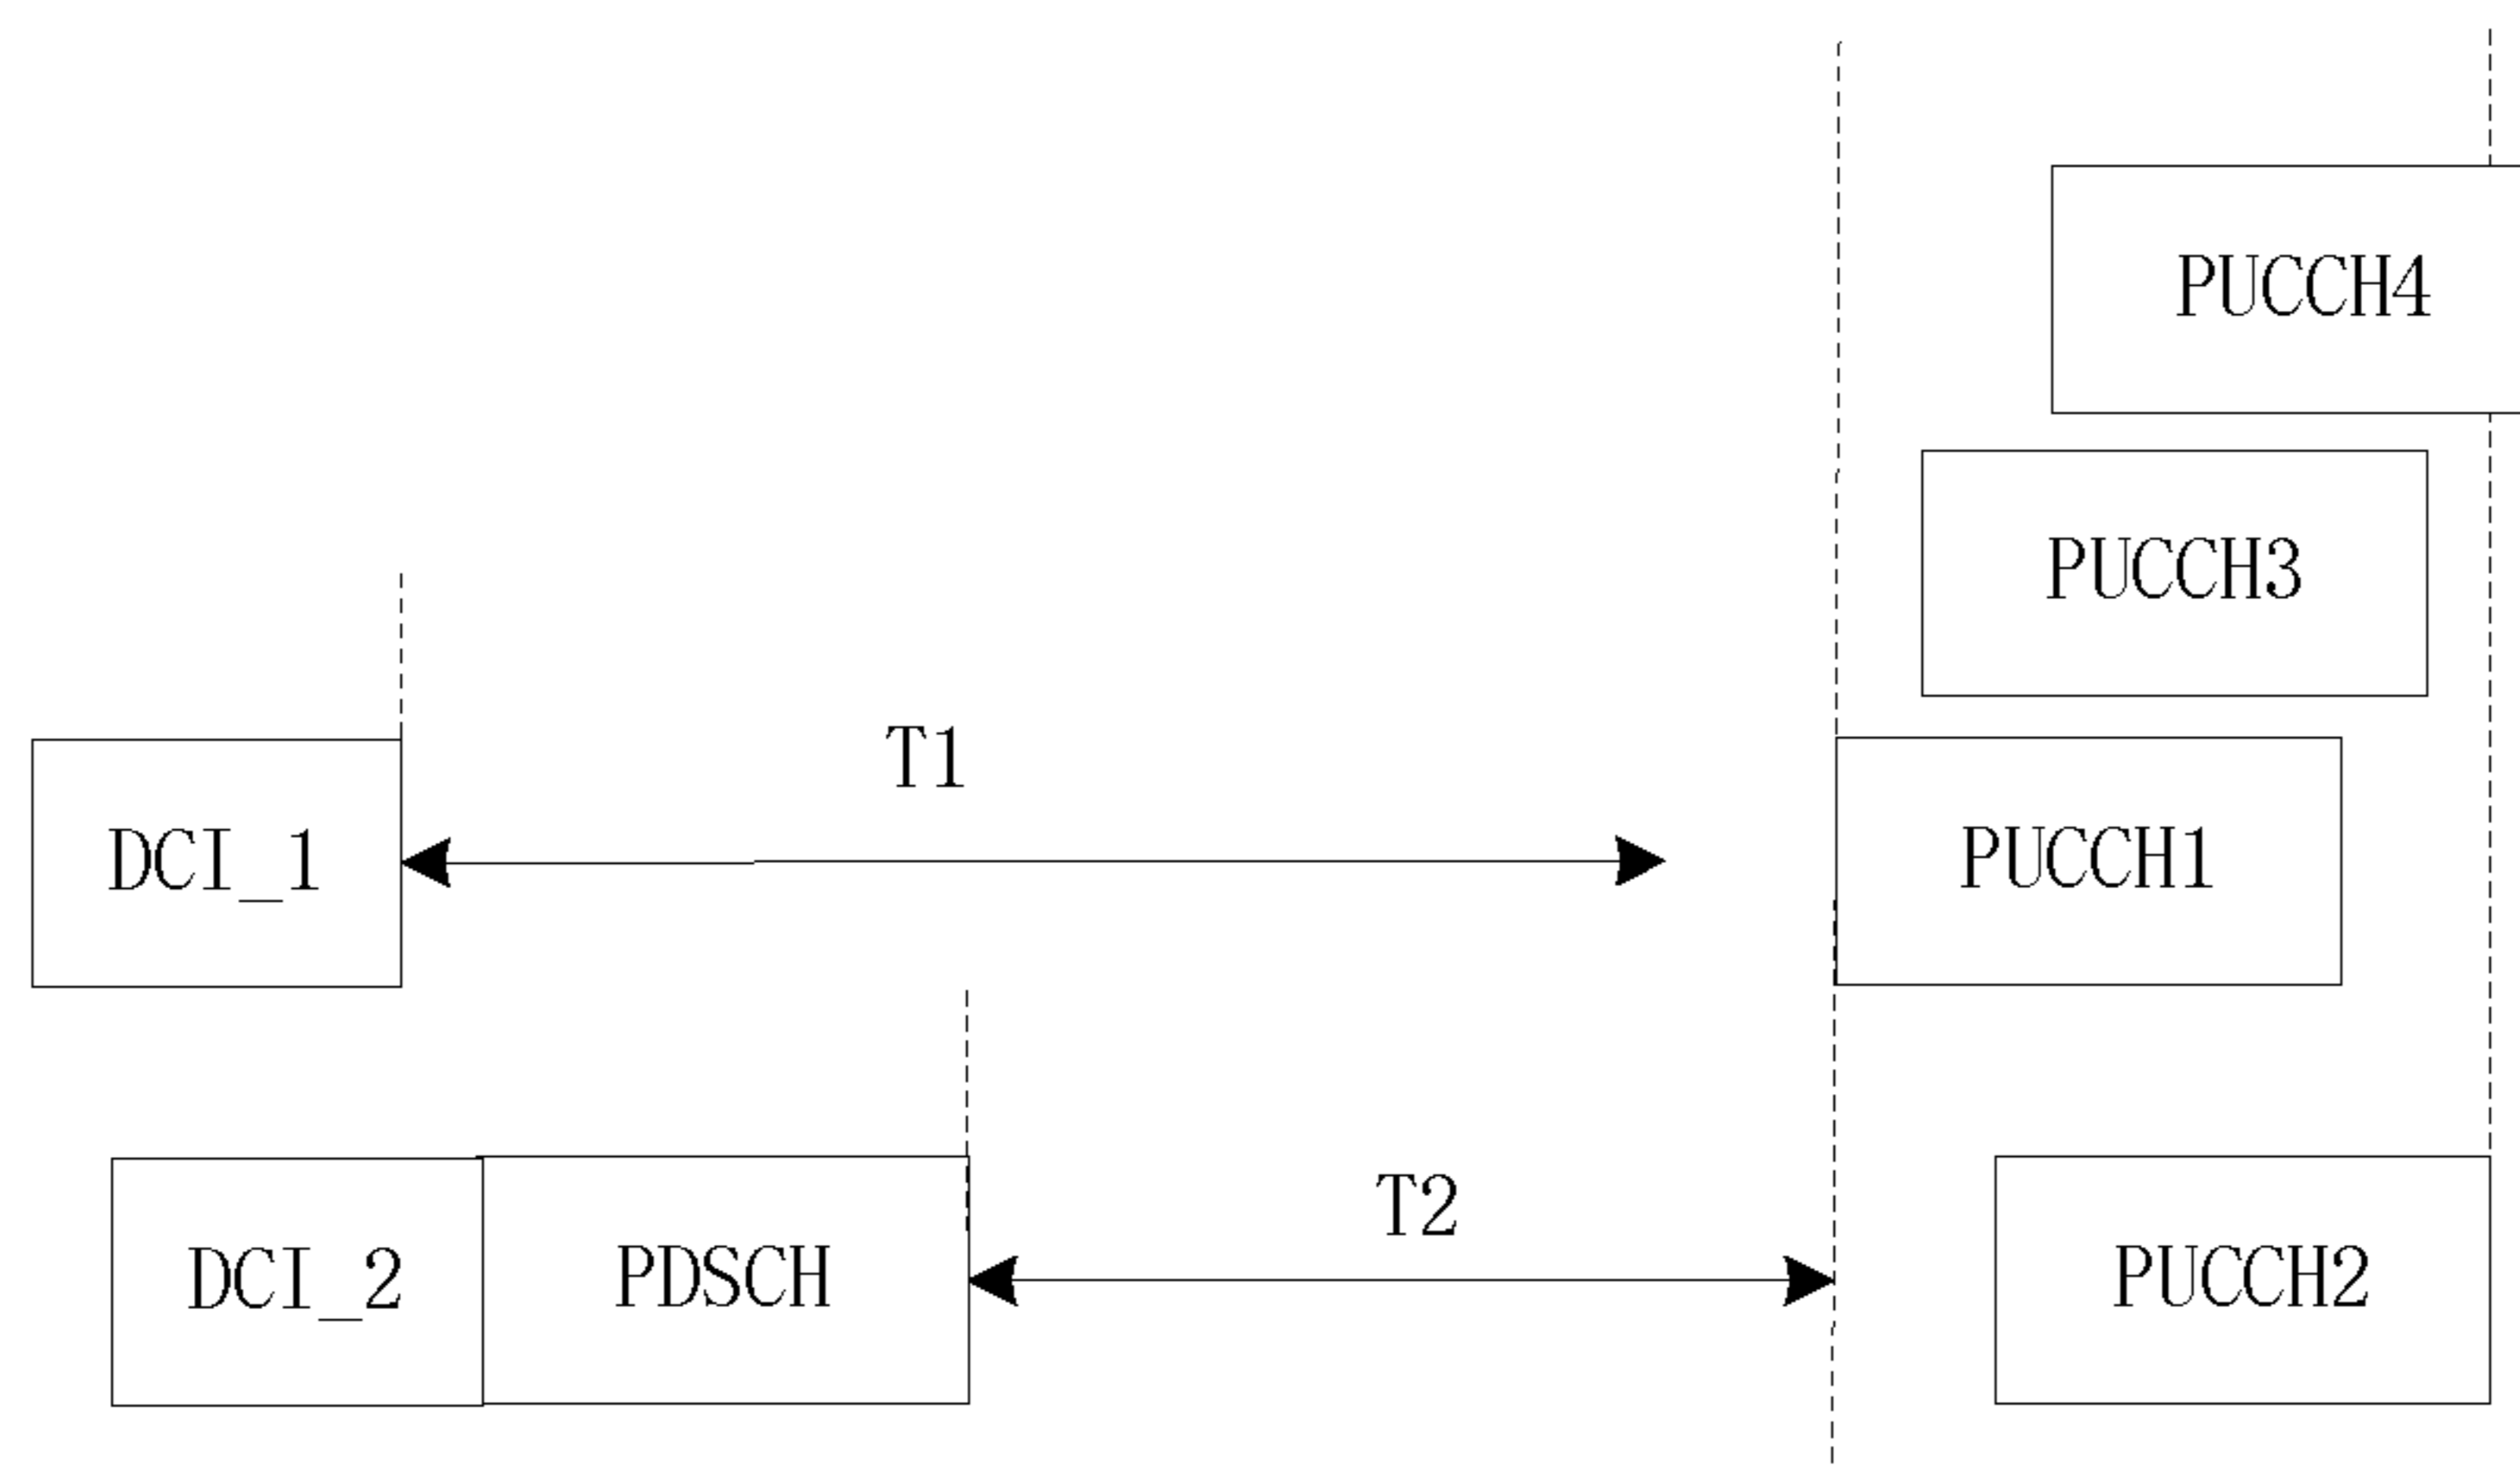 PUCCH4
PUCCH3
T1
DCI_1
PUCCH1
T2
DCI_2
PDSCH
PUCCH2